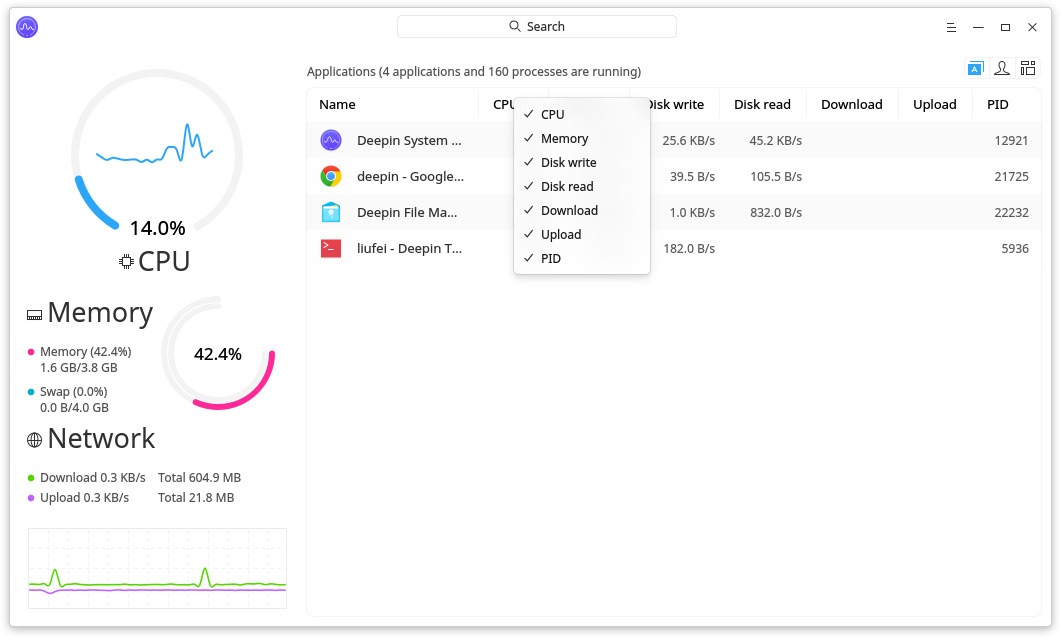 Search
14.0%
CPU
Memory
Memory (42.4%)
1.6 GB/3.8 GB
Swap (0.0%)
0.0 B/4.0 GB
42.4%
Network
Download 0.3 KB/s Total 604.9 MB
Upload 0.3 KB/s Total 21.8 MB
Applications (4 applications and 160 processes are running)
A
Name CPU Disk write Disk read Download Upload PID
Deepin System ... 25.6 KB/s 45.2 KB/s 12921
deepin - Google... 39.5 B/s 105.5 B/s 21725
Deepin File Ma... 1.0 KB/s 832.0 B/s 22232
liufei - Deepin T... 182.0 B/s 5936
CPU
Memory
Disk write
Disk read
Download
Upload
PID